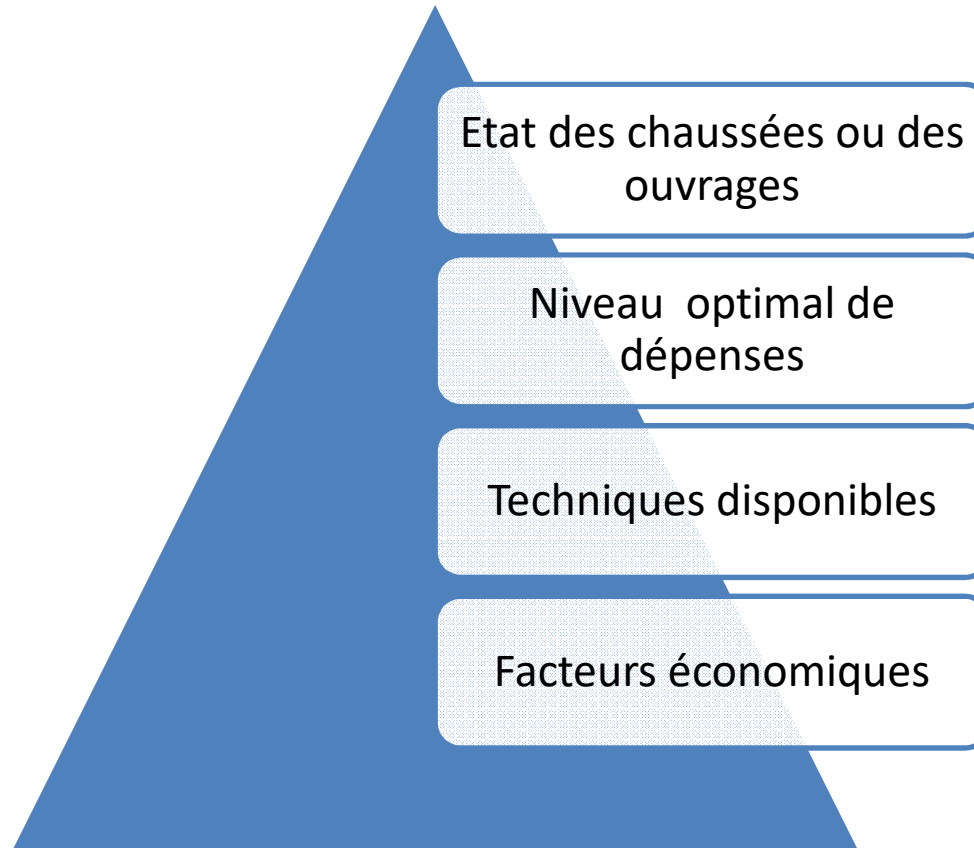 Etat des chaussées ou des
ouvrages
Niveau optimal de
dépenses
Techniques disponibles
Facteurs économiques